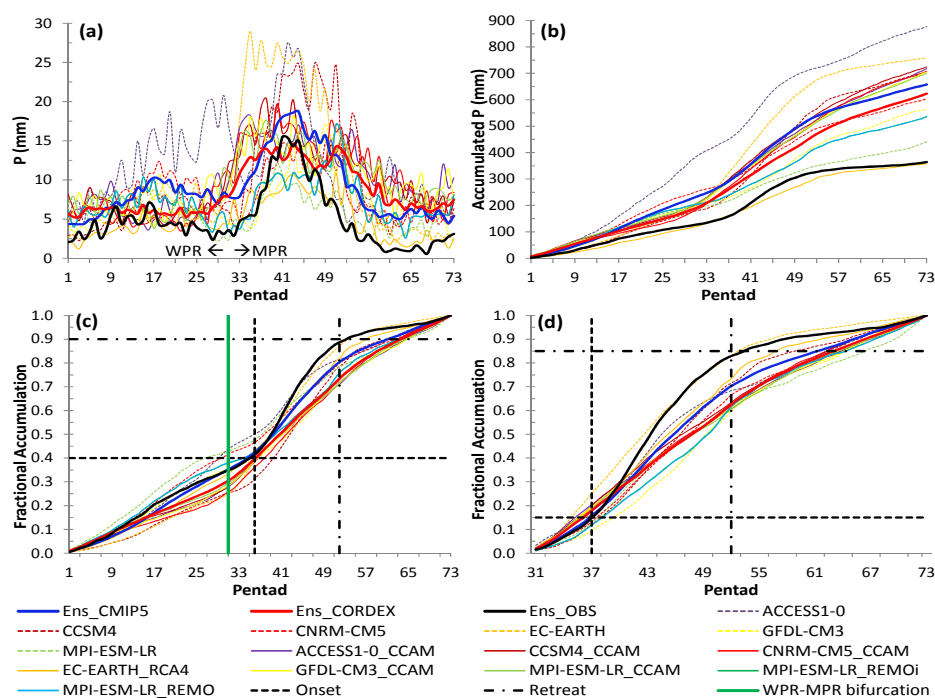 (a)
P (mm)
30
25
20
15
10
5
0
WPR
MPR
1 9 17 25 33 41 49 57 65 73
Pentad
(b)
Accumulated P (mm)
900
800
700
600
500
400
300
200
100
0
1 9 17 25 33 41 49 57 65 73
Pentad
(c)
Fractional Accumulation
1.0
0.9
0.8
0.7
0.6
0.5
0.4
0.3
0.2
0.1
0.0
1 9 17 25 33 41 49 57 65 73
Pentad
(d)
Fractional Accumuation
1.0
0.9
0.8
0.7
0.6
0.5
0.4
0.3
0.2
0.1
0.0
31 37 43 49 55 61 67 73
Pentad
Ens_CMIP5 Ens_CORDEX Ens_OBS ACCESS1-0
CCSM4 CNRM-CM5 EC-EARTH GFDL-CM3
MPI-ESM-LR ACCESS1-0_CCAM CCSM4_CCAM CNRM-CM5_CCAM
EC-EARTH_RCA4 GFDL-CM3_CCAM MPI-ESM-LR_CCAM MPI-ESM-LR_REMOi
MPI-ESM-LR_REMO Onset Retreat WPR-MPR bifurcation